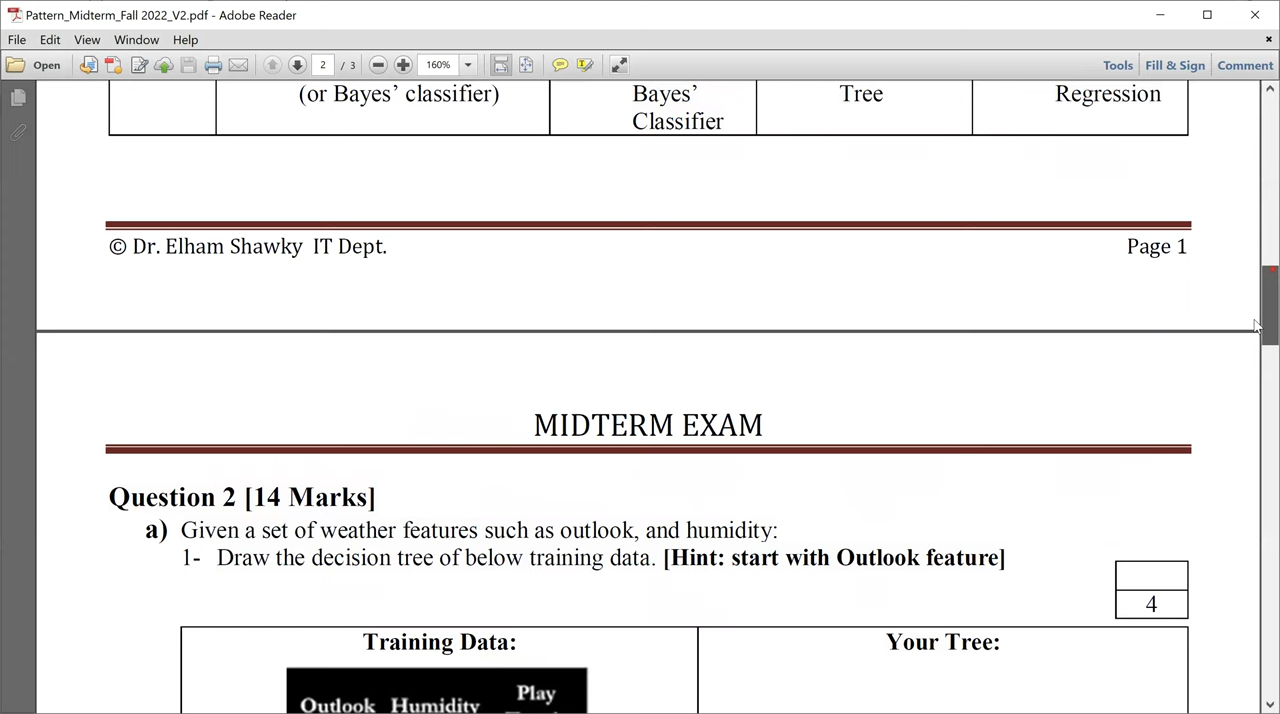 Pattern_Midterm_Fall 2022_V2.pdf - Adobe Reader
File Edit View Window Help
Open 2 / 3 160% Tools Fill & Sign Comment
(or Bayes’ classifier) Bayes’ Tree Regression
Classifier
© Dr. Elham Shawky IT Dept. Page 1
MIDTERM EXAM
Question 2 [14 Marks]
a) Given a set of weather features such as outlook, and humidity:
1- Draw the decision tree of below training data. [Hint: start with Outlook feature]
4
Training Data: Your Tree:
Play
Outlook Humidity